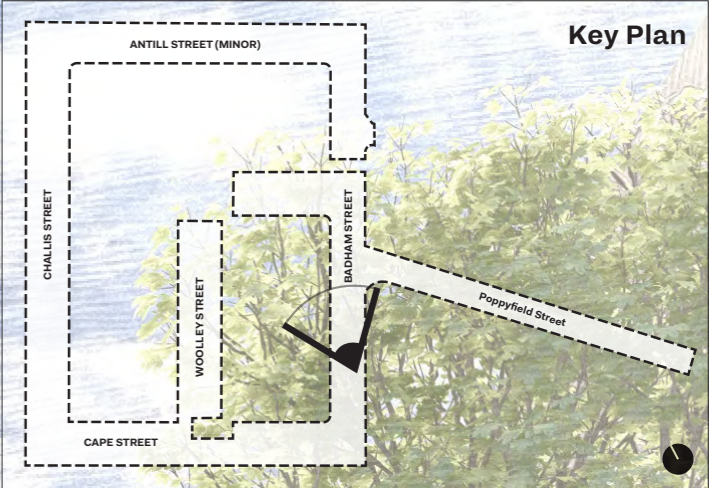 Key Plan
ANTILL STREET (MINOR)
CHALLIS STREET
BADHAM STREET
WOOLLEY STREET
Poppyfield Street
CAPE STREET